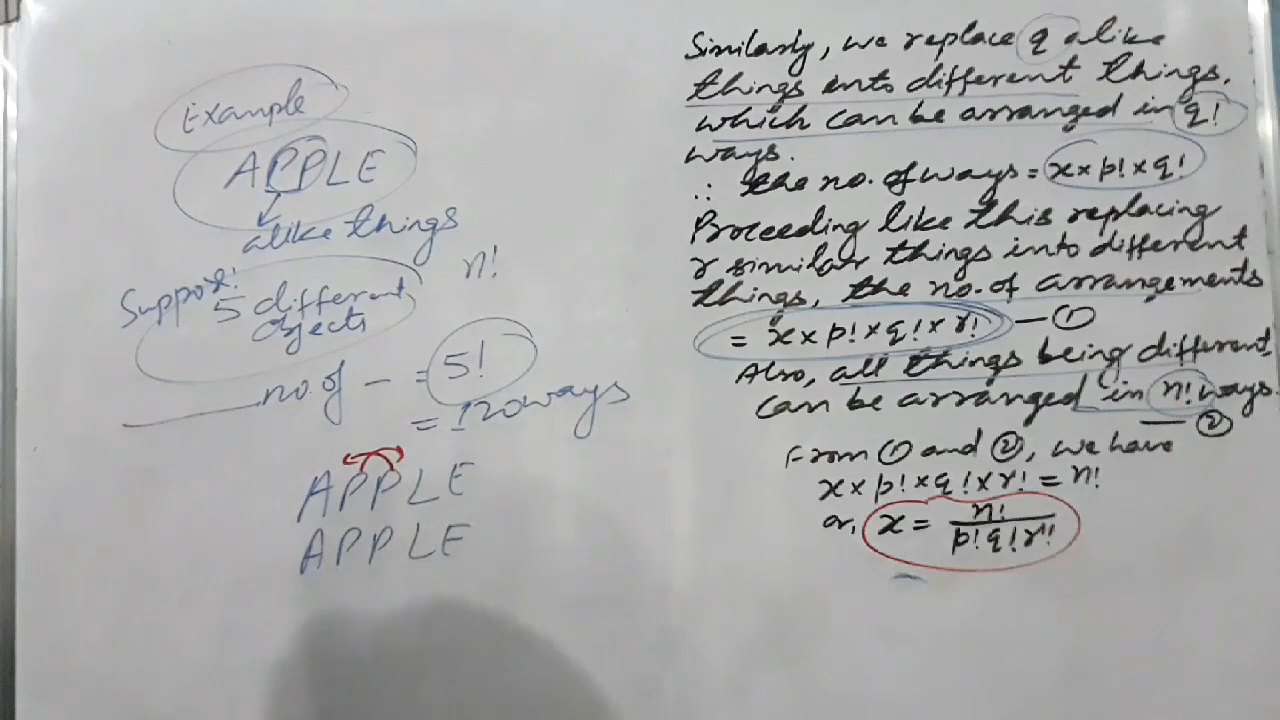 Example
APPLE
alike things
n!
Suppose:
5 different
objects
no of — = 5!
= 120 ways
APPLE
APPLE
Similarly, we replace q alike
things into different things,
which can be arranged in q!
ways.
∴ the no. of ways = x × p! × q!
Proceeding like this replacing
r similar things into different
things, the no. of arrangements
= x × p! × q! × r! — ①
Also, all things being different
can be arranged in n! ways.
— ②
From ① and ②, we have
x × p! × q! × r! = n!
or, x = n! / p! q! r!